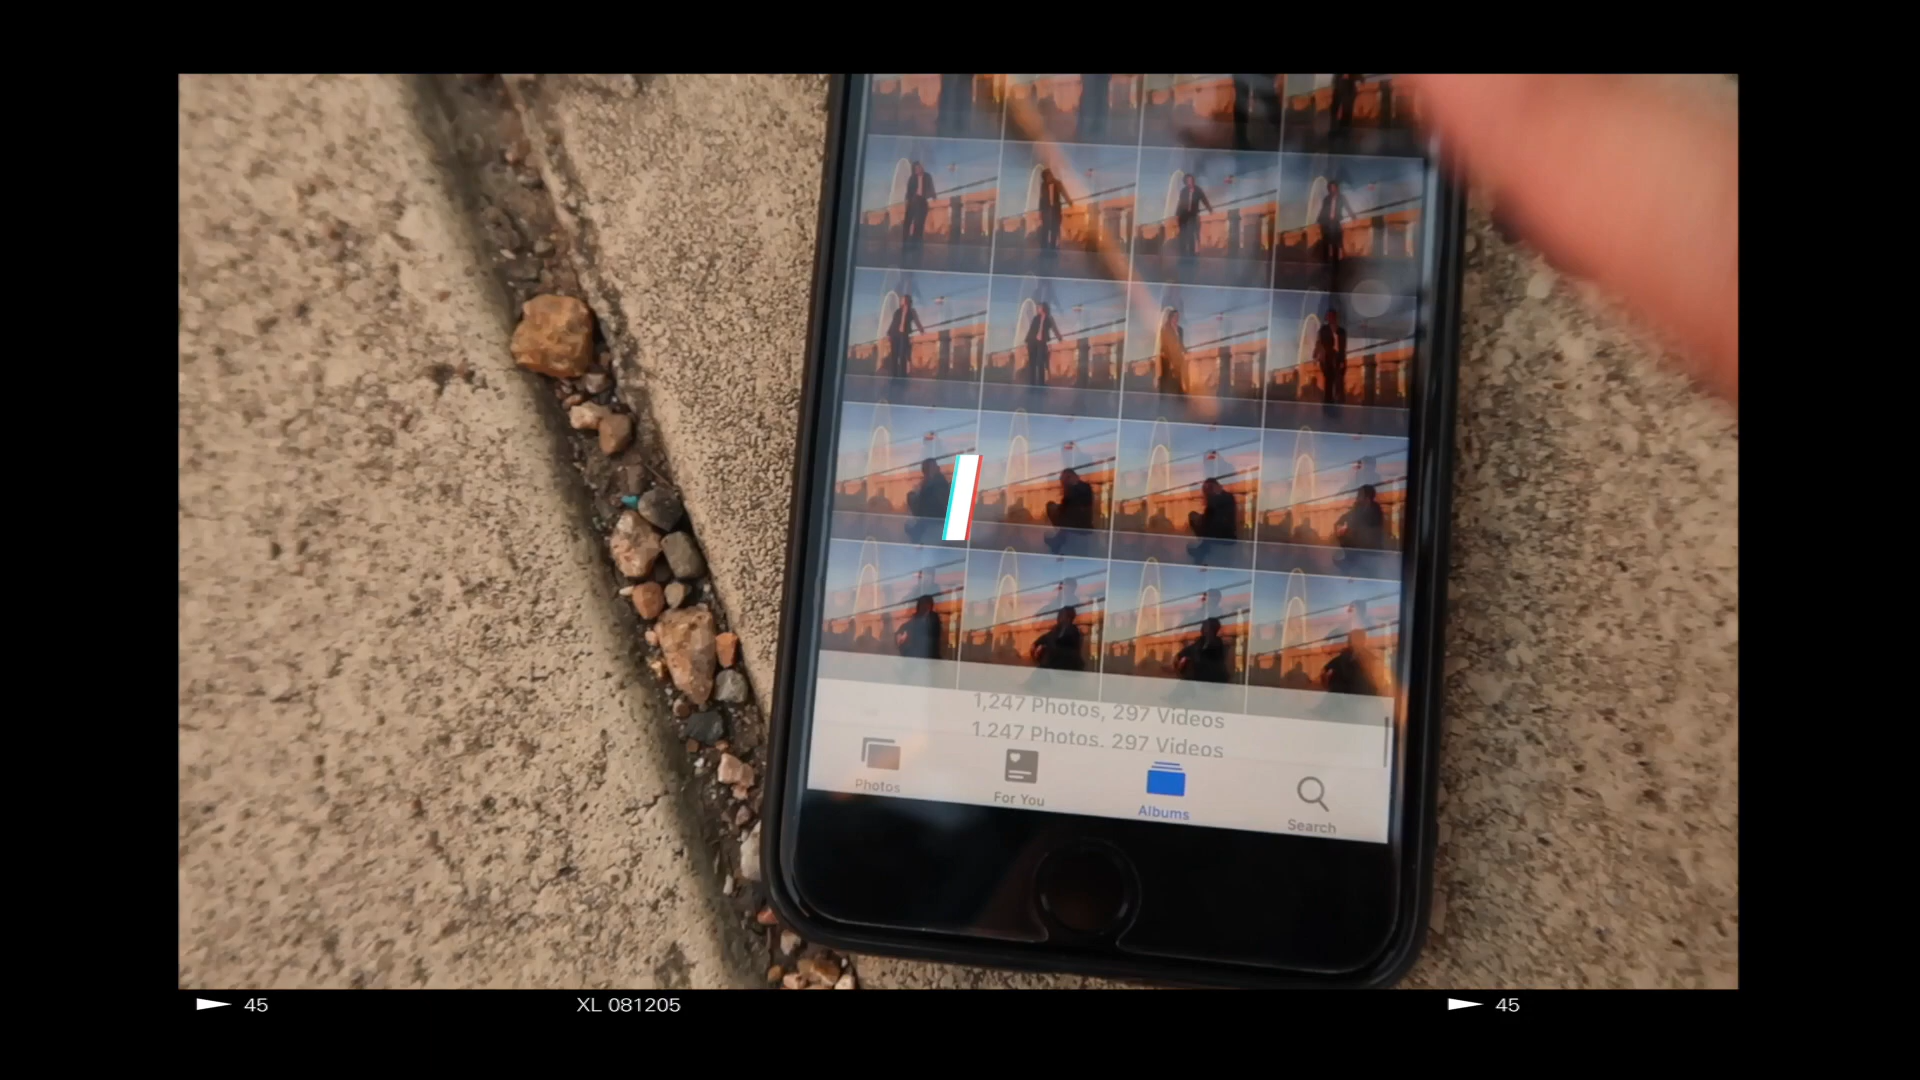 1,247 Photos, 297 Videos
1,247 Photos, 297 Videos
Photos
For You
Albums
Search
45
XL 081205
45